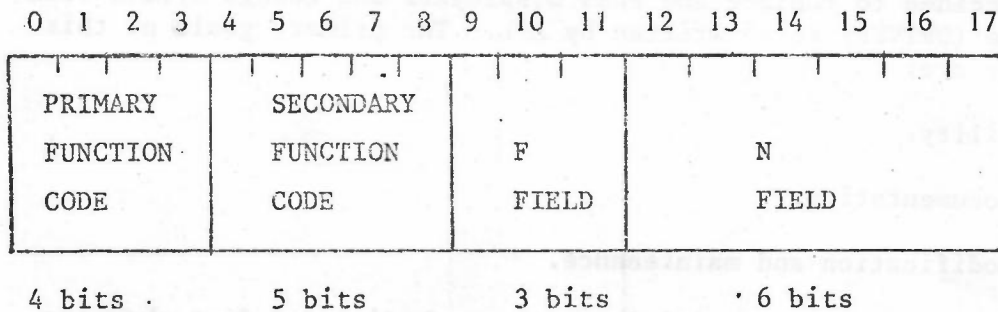 0 1 2 3 4 5 6 7 8 9 10 11 12 13 14 15 16 17
PRIMARY SECONDARY
FUNCTION FUNCTION F N
CODE CODE FIELD FIELD
4 bits 5 bits 3 bits 6 bits